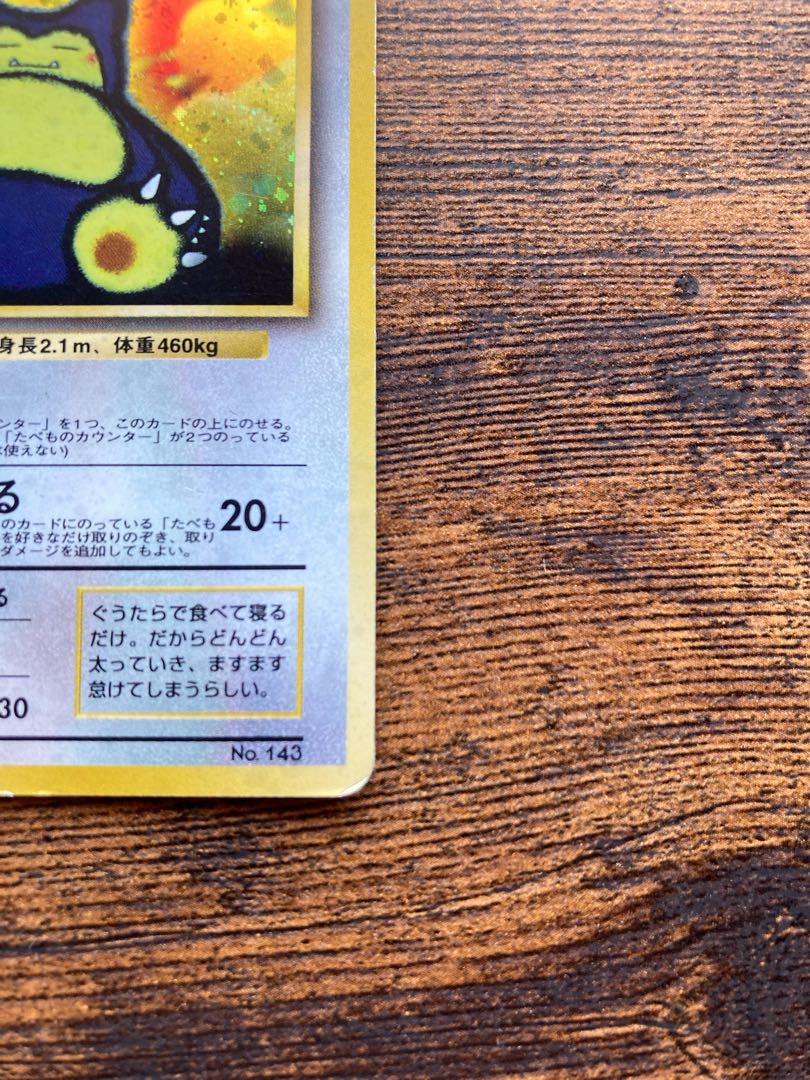 身長2.1m、体重460kg
ンター」を1つ、このカードの上にのせる。
「たべものカウンター」が2つのっている
使えない)
る
のカードにのっている「たべも
を好きなだけ取りのぞき、取り
ダメージを追加してもよい。
20+
ぐうたらで食べて寝る
だけ。だからどんどん
太っていき、ますます
怠けてしまうらしい。
30
No. 143